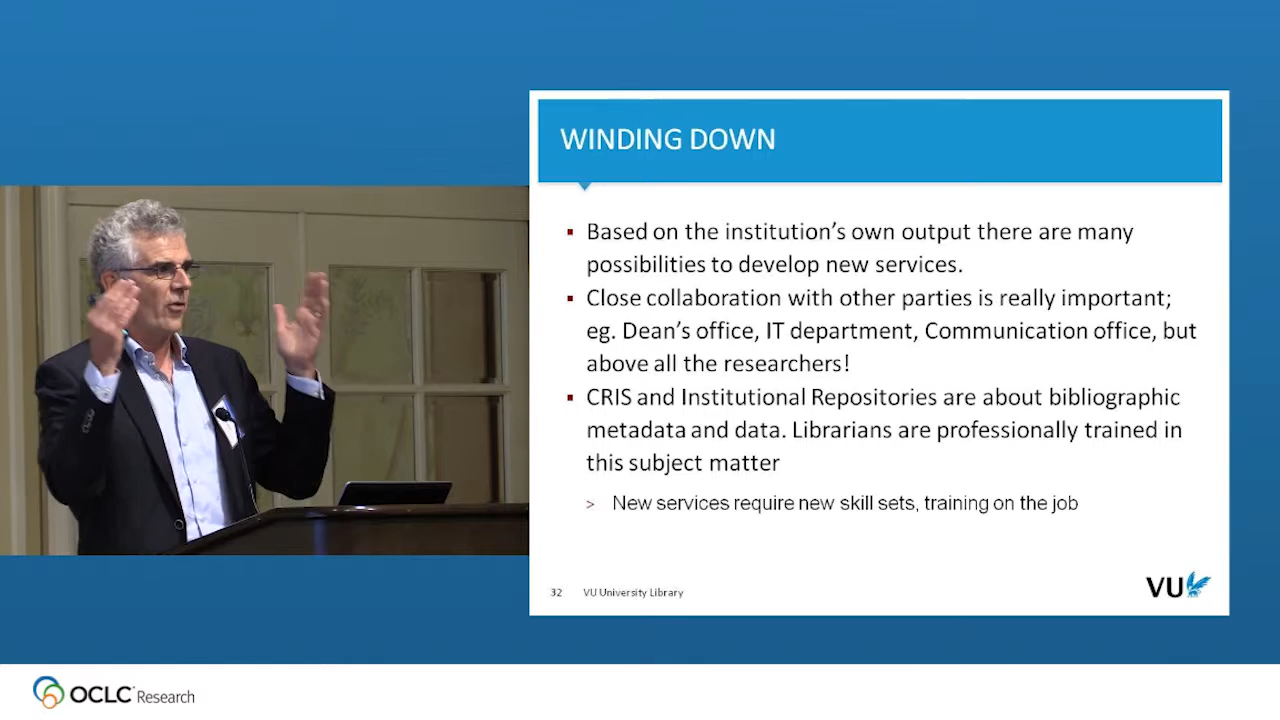 WINDING DOWN
Based on the institution's own output there are many
possibilities to develop new services.
Close collaboration with other parties is really important;
eg. Dean's office, IT department, Communication office, but
above all the researchers!
CRIS and Institutional Repositories are about bibliographic
metadata and data. Librarians are professionally trained in
this subject matter
> New services require new skill sets, training on the job
32 VU University Library
VU
OCLC Research